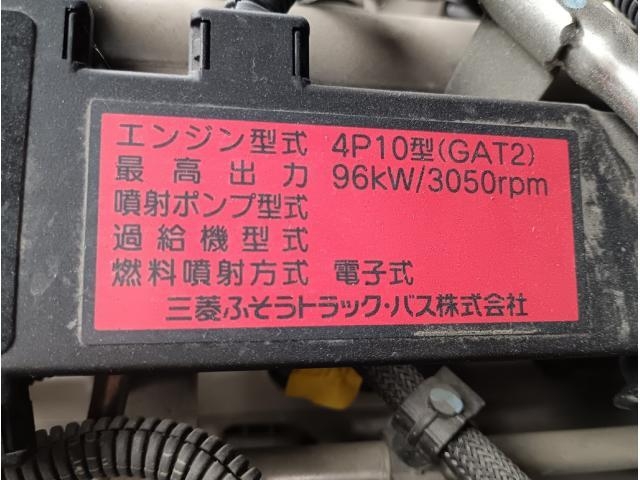 エンジン型式 4P10型(GAT2)
最高出力 96kW/3050rpm
噴射ポンプ型式
過給機型式
燃料噴射方式 電子式
三菱ふそうトラック・バス株式会社